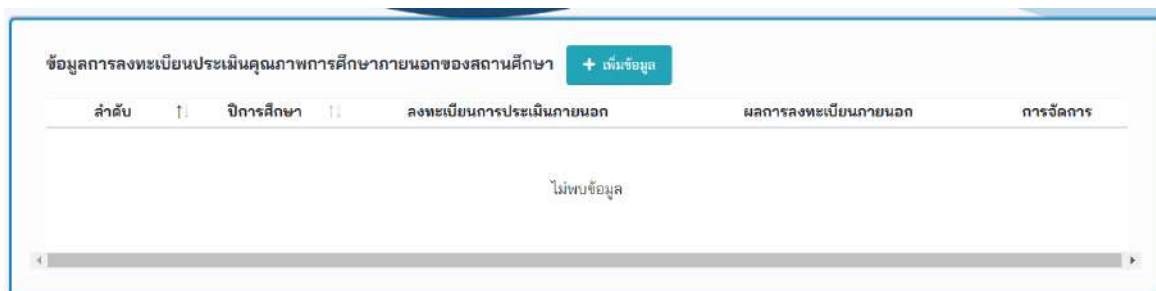 ข้อมูลการลงทะเบียนประเมินคุณภาพการศึกษาภายนอกของสถานศึกษา + เพิ่มข้อมูล
ลำดับ ↑↓ ปีการศึกษา ↑↓ ลงทะเบียนการประเมินภายนอก ผลการลงทะเบียนภายนอก การจัดการ
ไม่พบข้อมูล